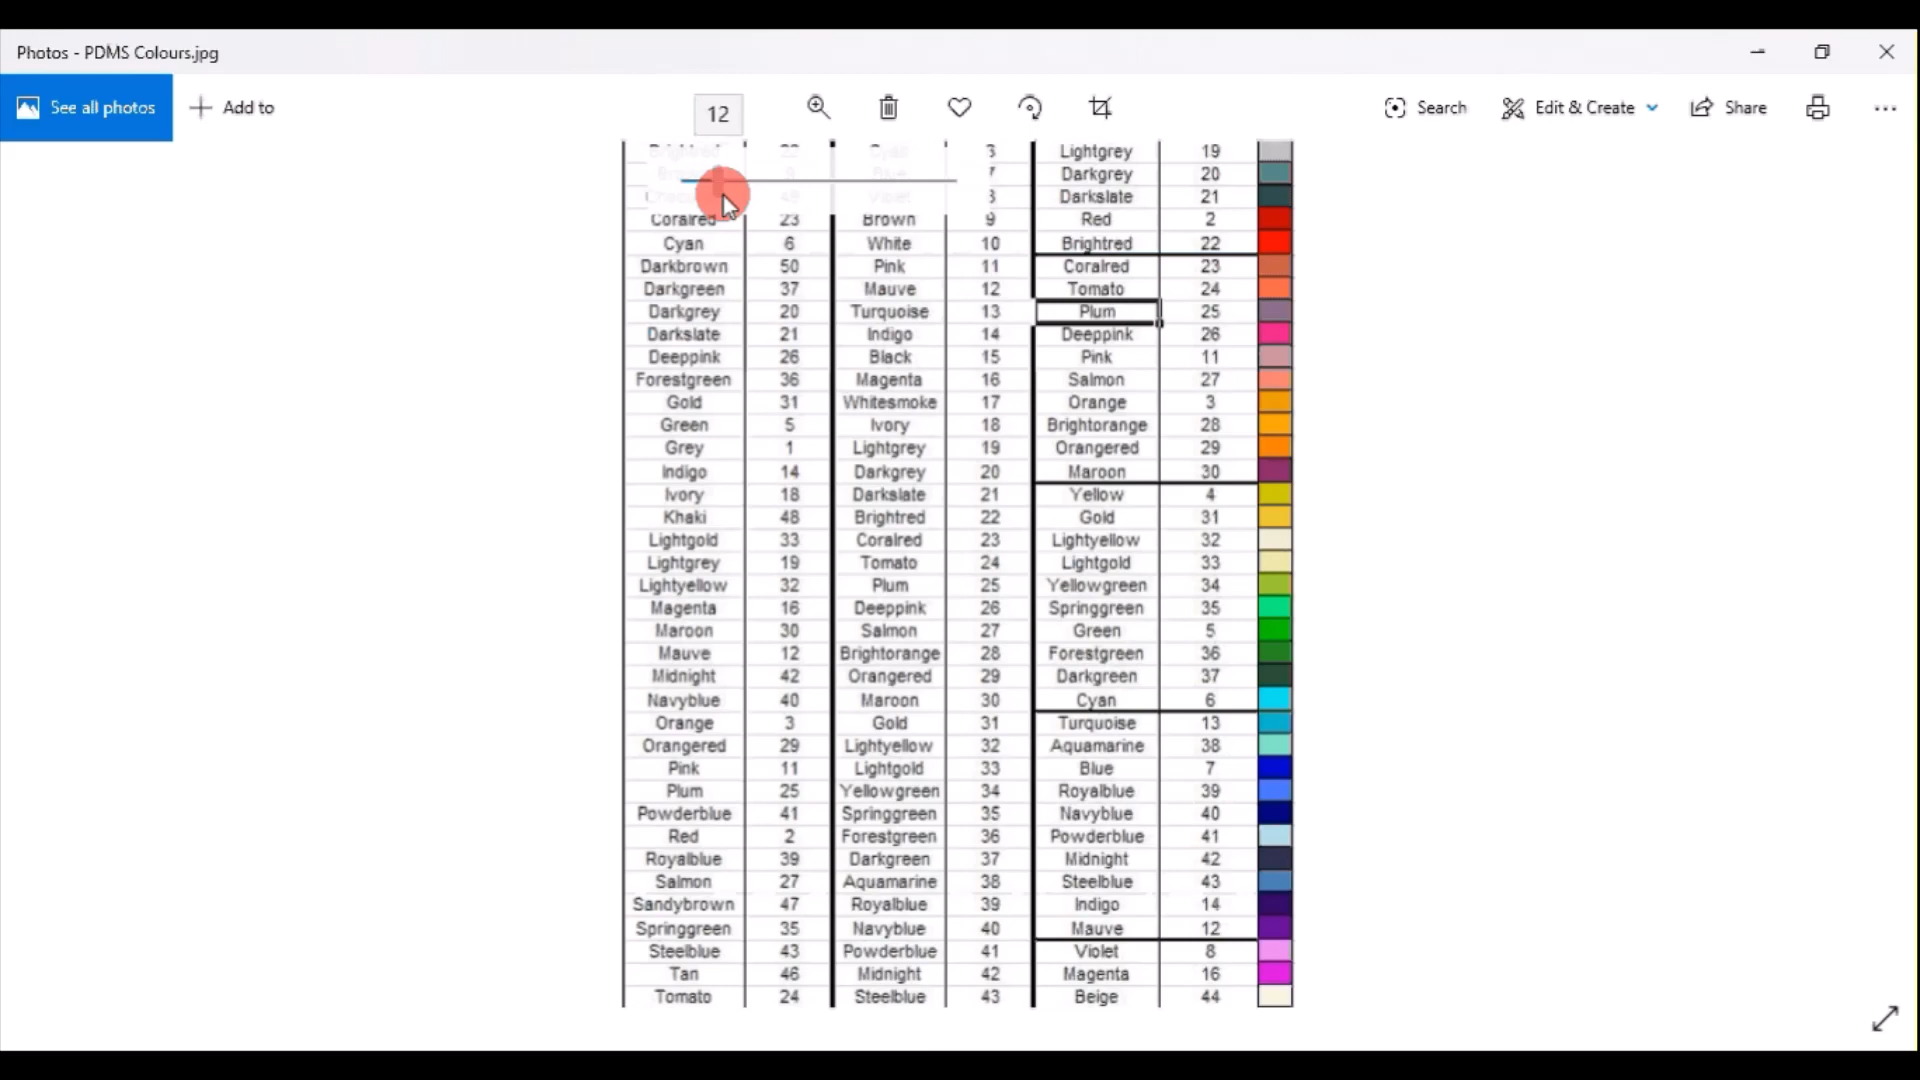 Photos - PDMS Colours.jpg
See all photos Add to 12 Search Edit & Create Share
Brightred 22 Cyan Lightgrey 19
Blue 7 Darkgrey 20
49 Violet Darkslate 21
Coralred 23 Brown 9 Red 2
Cyan 6 White 10 Brightred 22
Darkbrown 50 Pink 11 Coralred 23
Darkgreen 37 Mauve 12 Tomato 24
Darkgrey 20 Turquoise 13 Plum 25
Darkslate 21 Indigo 14 Deeppink 26
Deeppink 26 Black 15 Pink 11
Forestgreen 36 Magenta 16 Salmon 27
Gold 31 Whitesmoke 17 Orange 3
Green 5 Ivory 18 Brightorange 28
Grey 1 Lightgrey 19 Orangered 29
Indigo 14 Darkgrey 20 Maroon 30
Ivory 18 Darkslate 21 Yellow 4
Khaki 48 Brightred 22 Gold 31
Lightgold 33 Coralred 23 Lightyellow 32
Lightgrey 19 Tomato 24 Lightgold 33
Lightyellow 32 Plum 25 Yellowgreen 34
Magenta 16 Deeppink 26 Springgreen 35
Maroon 30 Salmon 27 Green 5
Mauve 12 Brightorange 28 Forestgreen 36
Midnight 42 Orangered 29 Darkgreen 37
Navyblue 40 Maroon 30 Cyan 6
Orange 3 Gold 31 Turquoise 13
Orangered 29 Lightyellow 32 Aquamarine 38
Pink 11 Lightgold 33 Blue 7
Plum 25 Yellowgreen 34 Royalblue 39
Powderblue 41 Springgreen 35 Navyblue 40
Red 2 Forestgreen 36 Powderblue 41
Royalblue 39 Darkgreen 37 Midnight 42
Salmon 27 Aquamarine 38 Steelblue 43
Sandybrown 47 Royalblue 39 Indigo 14
Springgreen 35 Navyblue 40 Mauve 12
Steelblue 43 Powderblue 41 Violet 8
Tan 46 Midnight 42 Magenta 16
Tomato 24 Steelblue 43 Beige 44